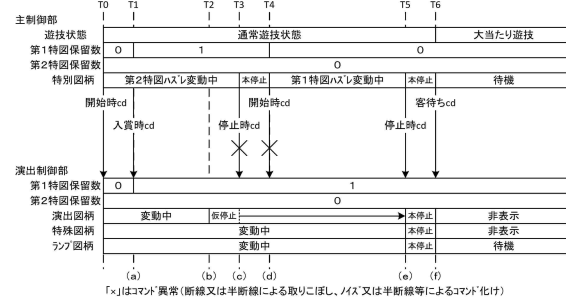 T0 T1 T2 T3 T4 T5 T6
主制御部
遊技状態 通常遊技状態 大当たり遊技
第1特図保留数 0 1 0
第2特図保留数 0
特別図柄 第2特図ハズレ変動中 本停止 第1特図ハズレ変動中 本停止 待機
開始時cd 開始時cd 客待ちcd
入賞時cd 停止時cd 停止時cd
演出制御部
第1特図保留数 0 1
第2特図保留数 0
演出図柄 変動中 仮停止 本停止 非表示
特殊図柄 変動中 本停止 非表示
ランプ図柄 変動中 本停止 待機
(a) (b) (c) (d) (e) (f)
「×」はコマンド異常(断線又は半断線による取りこぼし、ノイズ又は半断線等によるコマンド化け)